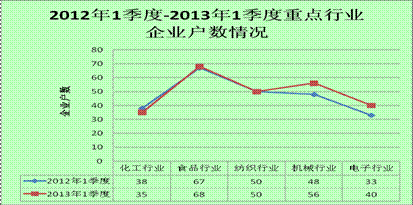 2012年1季度-2013年1季度重点行业
企业户数情况
企业户数
80
70
60
50
40
30
20
10
0
化工行业 食品行业 纺织行业 机械行业 电子行业
2012年1季度 38 67 50 48 33
2013年1季度 35 68 50 56 40